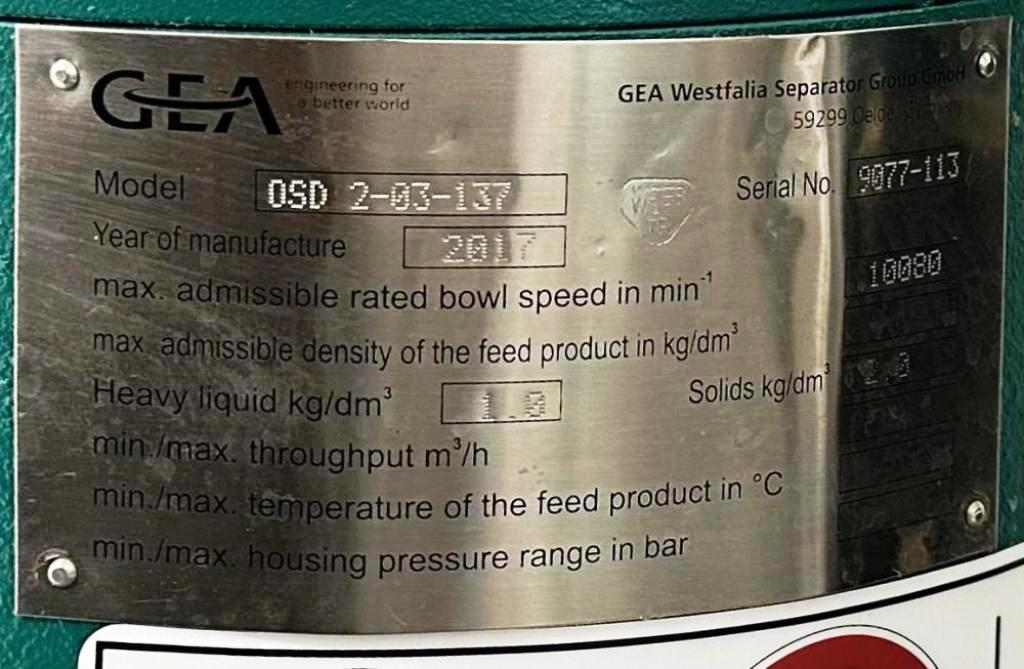 GEA engineering for
a better world
GEA Westfalia Separator Group GmbH
59299 Oelde, Germany
Model OSD 2-03-137 Serial No. 9077-113
Year of manufacture 2017
max. admissible rated bowl speed in min⁻¹ 10080
max. admissible density of the feed product in kg/dm³
Heavy liquid kg/dm³ 1.0 Solids kg/dm³ 2.0
min./max. throughput m³/h
min./max. temperature of the feed product in °C
min./max. housing pressure range in bar